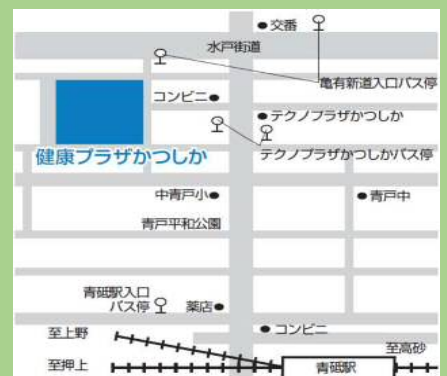 交番
水戸街道
亀有新道入口バス停
コンビニ
テクノプラザかつしか
健康プラザかつしか
テクノプラザかつしかバス停
中青戸小
青戸中
青戸平和公園
青砥駅入口
バス停
薬店
至上野
コンビニ
至高砂
至押上
青砥駅